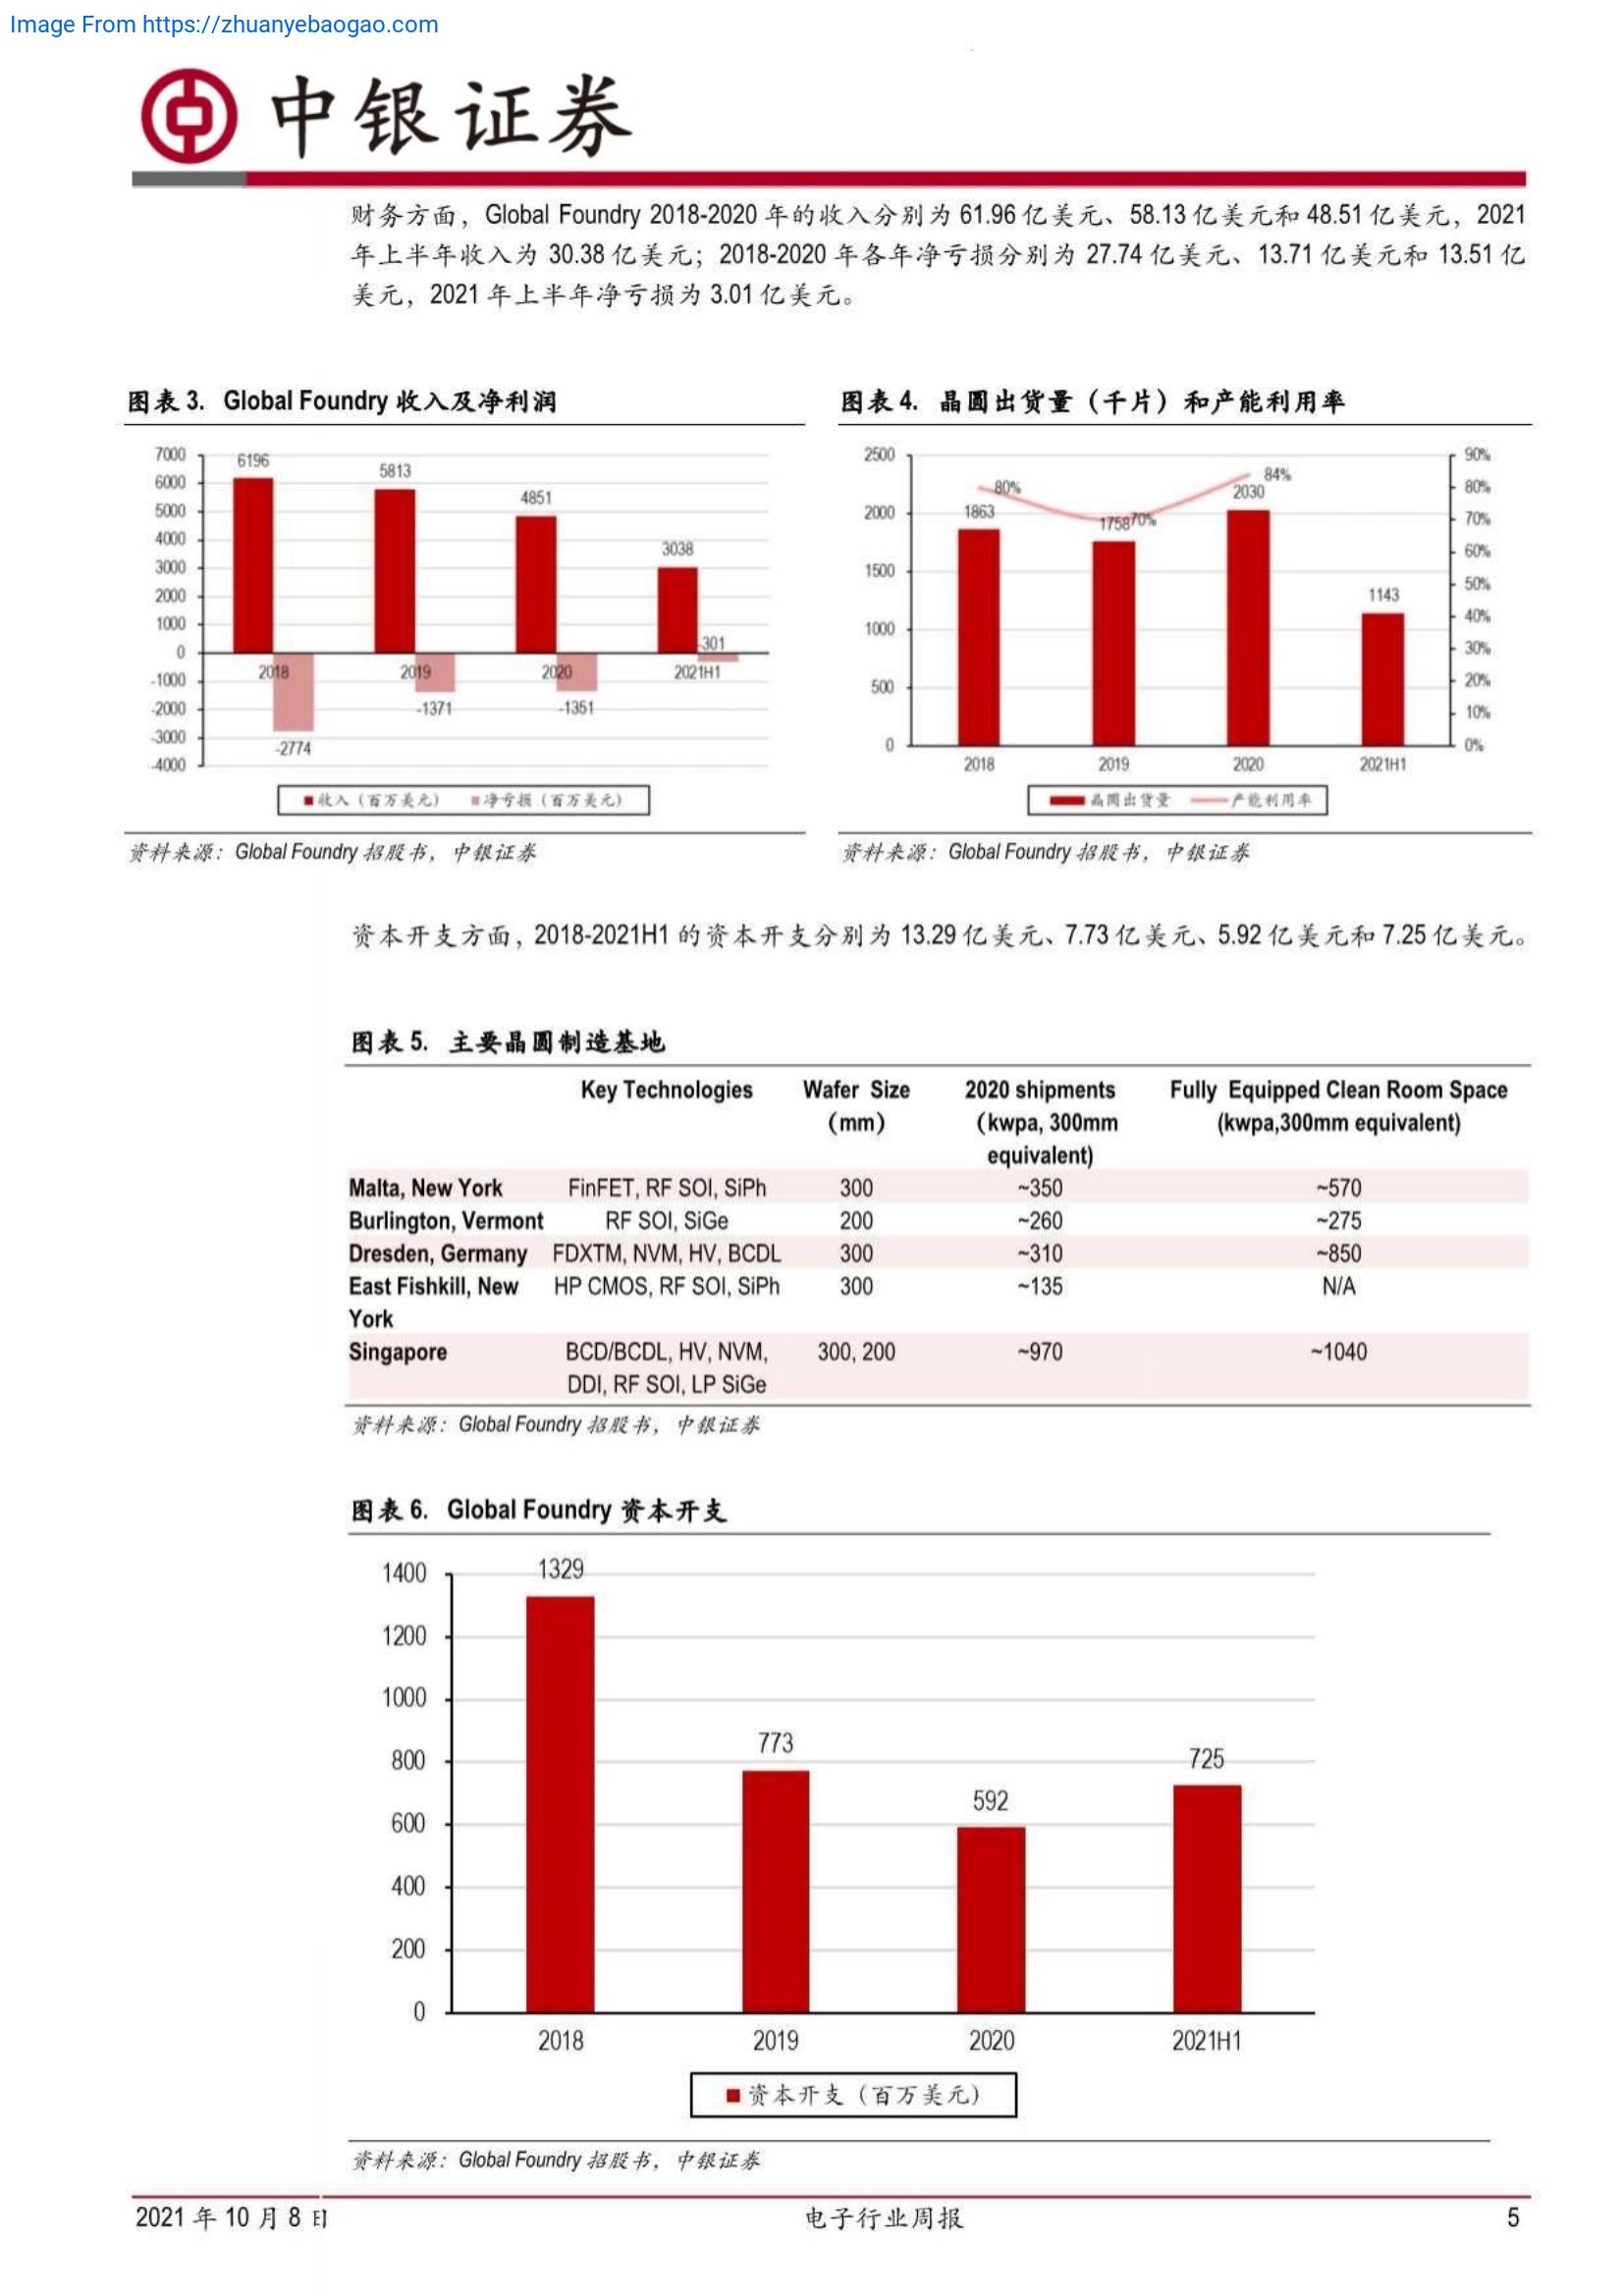 Image From https://zhuanyebaogao.com
中银证券
财务方面，Global Foundry 2018-2020 年的收入分别为 61.96 亿美元、58.13 亿美元和 48.51 亿美元，2021
年上半年收入为 30.38 亿美元；2018-2020 年各年净亏损分别为 27.74 亿美元、13.71 亿美元和 13.51 亿
美元，2021 年上半年净亏损为 3.01 亿美元。
图表 3. Global Foundry 收入及净利润
7000
6000
5000
4000
3000
2000
1000
0
-1000
-2000
-3000
-4000
6196
5813
4851
3038
-301
2018
2019
2020
2021H1
-2774
-1371
-1351
收入（百万美元）
净亏损（百万美元）
资料来源：Global Foundry 招股书，中银证券
图表 4. 晶圆出货量（千片）和产能利用率
2500
2000
1500
1000
500
0
90%
80%
70%
60%
50%
40%
30%
20%
10%
0%
80%
70%
84%
1863
1758
2030
1143
2018
2019
2020
2021H1
晶圆出货量
产能利用率
资料来源：Global Foundry 招股书，中银证券
资本开支方面，2018-2021H1 的资本开支分别为 13.29 亿美元、7.73 亿美元、5.92 亿美元和 7.25 亿美元。
图表 5. 主要晶圆制造基地
Key Technologies Wafer Size 2020 shipments Fully Equipped Clean Room Space
（mm） （kwpa, 300mm (kwpa,300mm equivalent)
equivalent)
Malta, New York FinFET, RF SOI, SiPh 300 ~350 ~570
Burlington, Vermont RF SOI, SiGe 200 ~260 ~275
Dresden, Germany FDXTM, NVM, HV, BCDL 300 ~310 ~850
East Fishkill, New HP CMOS, RF SOI, SiPh 300 ~135 N/A
York
Singapore BCD/BCDL, HV, NVM, 300, 200 ~970 ~1040
DDI, RF SOI, LP SiGe
资料来源：Global Foundry 招股书，中银证券
图表 6. Global Foundry 资本开支
1400
1200
1000
800
600
400
200
0
1329
773
592
725
2018
2019
2020
2021H1
资本开支（百万美元）
资料来源：Global Foundry 招股书，中银证券
2021 年 10 月 8 日 电子行业周报 5